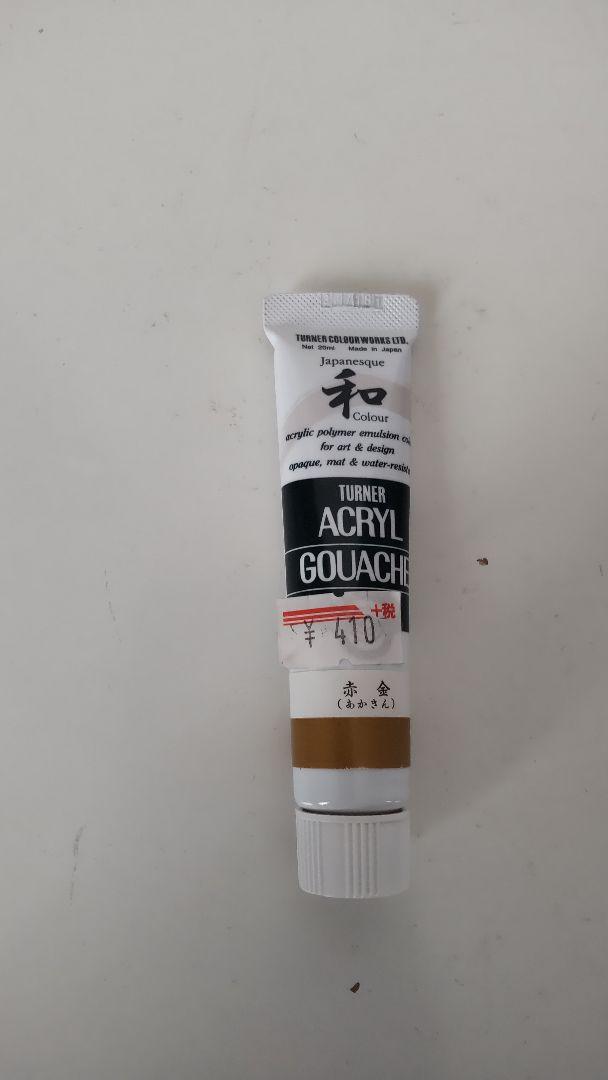 TURNER COLOUR WORKS LTD.
Net 20ml Made in Japan
Japanesque
和
Colour
acrylic polymer emulsion
for art & design
opaque, mat & water-resist
TURNER
ACRYL
GOUACHE
+税
¥ 410
赤金
(あかきん)